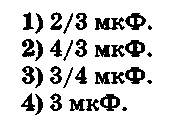 1) 2/3 мкФ.
2) 4/3 мкФ.
3) 3/4 мкФ.
4) 3 мкФ.